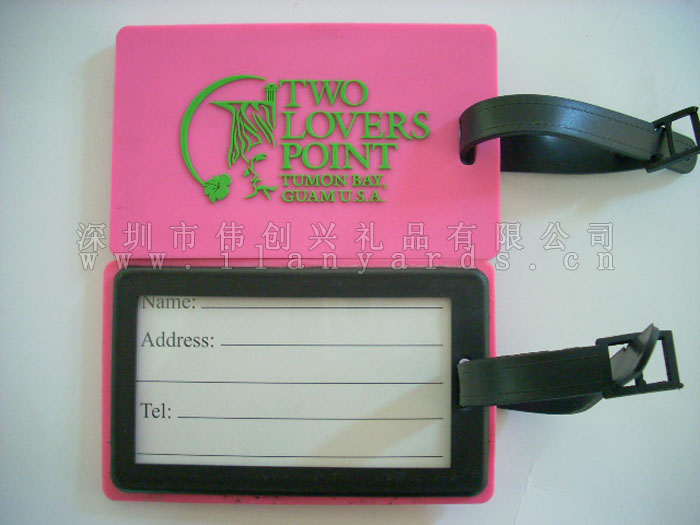 TWO
LOVERS
POINT
TUMON BAY,
GUAM U.S.A.
深圳市伟创兴礼品有限公司
www.ilanyards.cn
Name:
Address:
Tel: